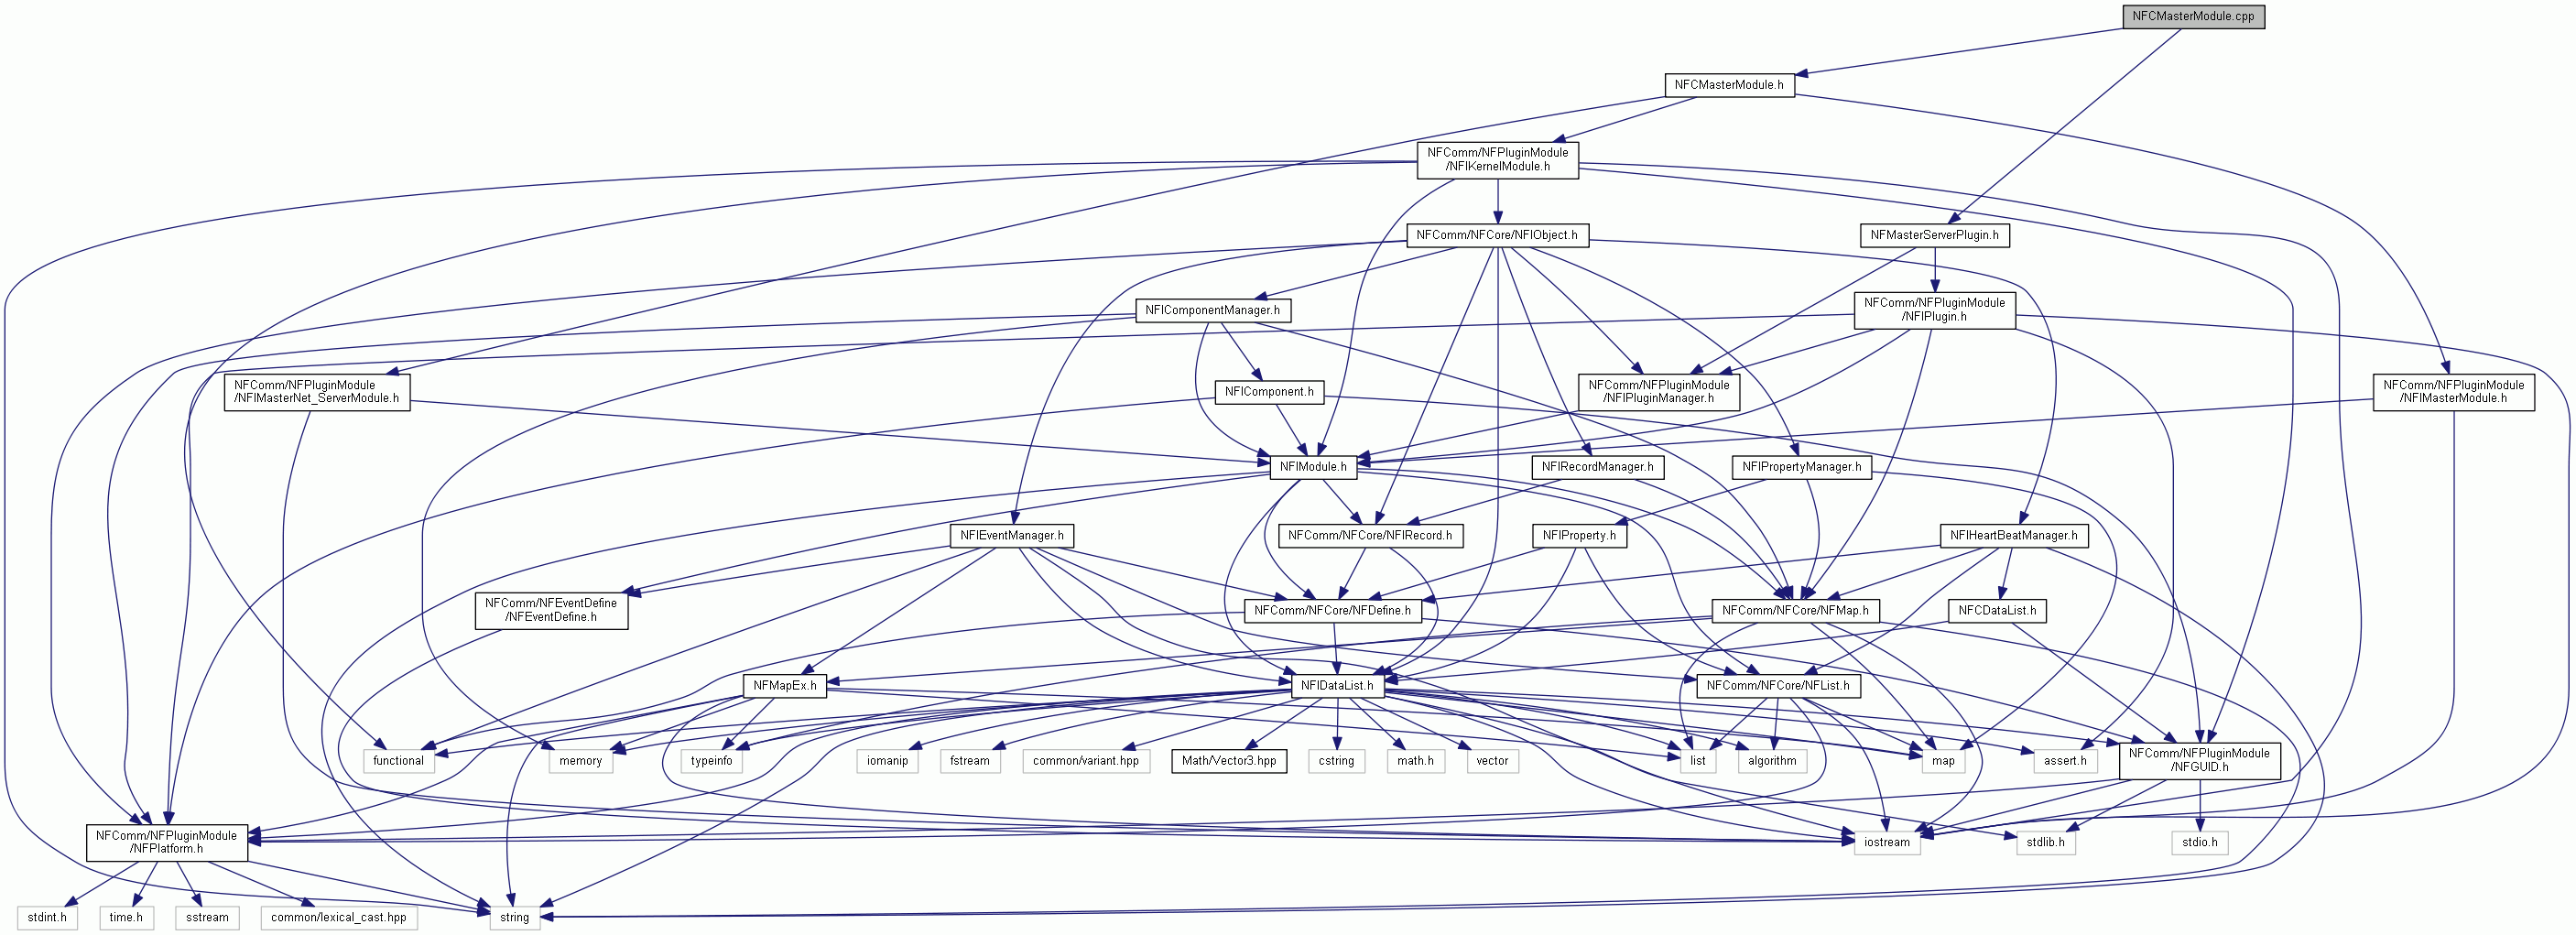 NFCMasterModule.cpp
NFCMasterModule.h
NFComm/NFPluginModule
/NFIKernelModule.h
NFComm/NFCore/NFIObject.h
NFMasterServerPlugin.h
NFIComponentManager.h
NFComm/NFPluginModule
/NFIPlugin.h
NFComm/NFPluginModule
/NFIMasterNet_ServerModule.h
NFIComponent.h
NFComm/NFPluginModule
/NFIPluginManager.h
NFComm/NFPluginModule
/NFIMasterModule.h
NFIModule.h
NFIRecordManager.h
NFIPropertyManager.h
NFIEventManager.h
NFComm/NFCore/NFIRecord.h
NFIProperty.h
NFIHeartBeatManager.h
NFComm/NFEventDefine
/NFEventDefine.h
NFComm/NFCore/NFDefine.h
NFComm/NFCore/NFMap.h
NFCDataList.h
NFMapEx.h
NFIDataList.h
NFComm/NFCore/NFList.h
functional
memory
typeinfo
iomanip
fstream
common/variant.hpp
Math/Vector3.hpp
cstring
math.h
vector
list
algorithm
map
assert.h
NFComm/NFPluginModule
/NFGUID.h
NFComm/NFPluginModule
/NFPlatform.h
iostream
stdlib.h
stdio.h
stdint.h
time.h
sstream
common/lexical_cast.hpp
string